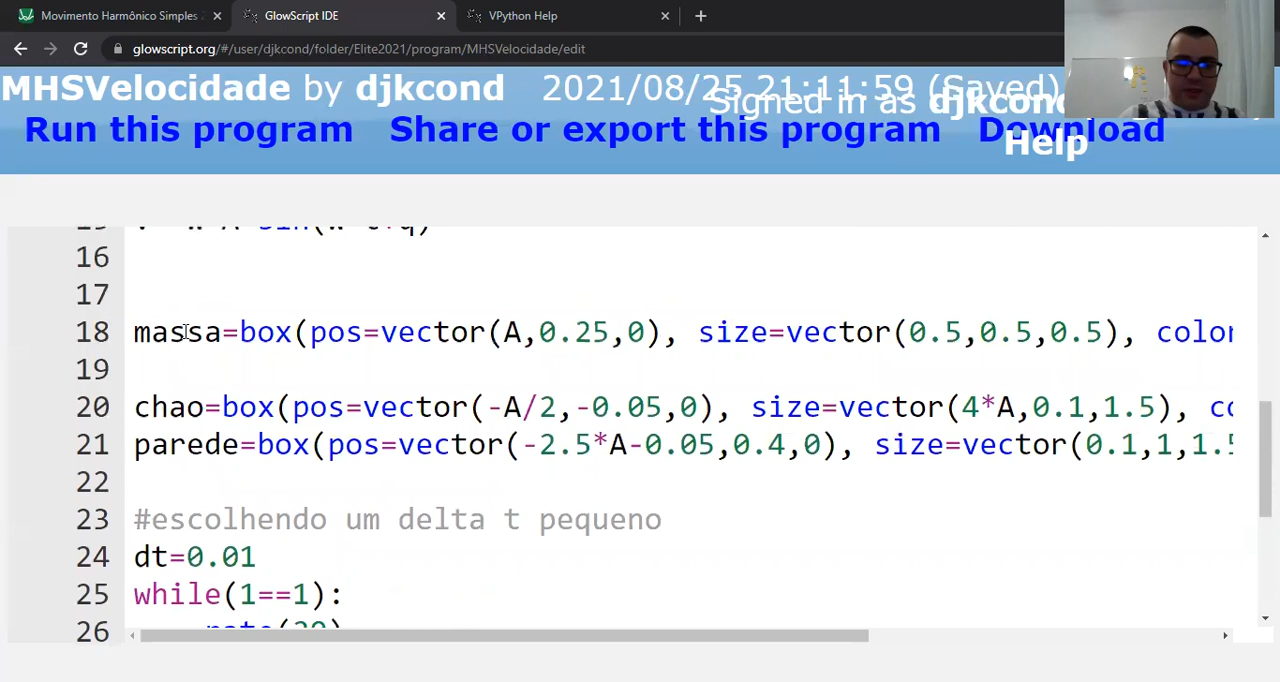 Movimento Harmônico Simples
GlowScript IDE
VPython Help
glowscript.org/#/user/djkcond/folder/Elite2021/program/MHSVelocidade/edit
MHSVelocidade by djkcond 2021/08/25 21:11:59 (Saved)
Signed in as djkcond
Run this program Share or export this program Download
Help
16
17
18 massa=box(pos=vector(A,0.25,0), size=vector(0.5,0.5,0.5), color
19
20 chao=box(pos=vector(-A/2,-0.05,0), size=vector(4*A,0.1,1.5), co
21 parede=box(pos=vector(-2.5*A-0.05,0.4,0), size=vector(0.1,1,1.5
22
23 #escolhendo um delta t pequeno
24 dt=0.01
25 while(1==1):
26